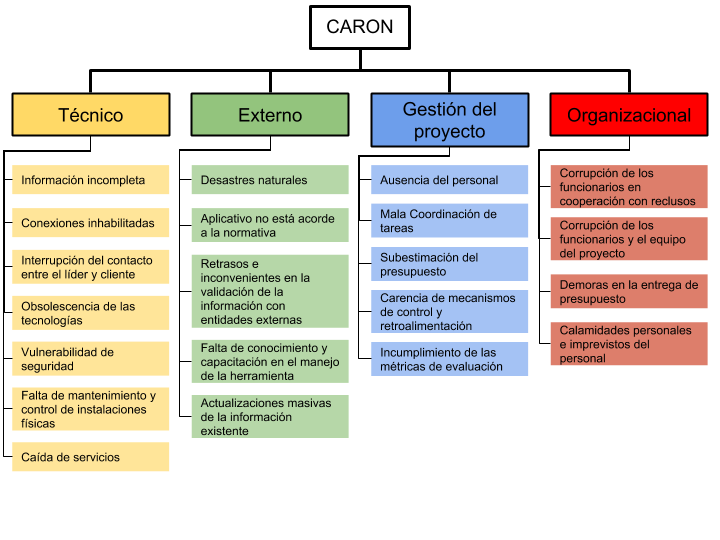 CARON
Técnico
Información incompleta
Conexiones inhabilitadas
Interrupción del contacto
entre el líder y cliente
Obsolescencia de las
tecnologías
Vulnerabilidad de
seguridad
Falta de mantenimiento y
control de instalaciones
físicas
Caída de servicios
Externo
Desastres naturales
Aplicativo no está acorde
a la normativa
Retrasos e
inconvenientes en la
validación de la
información con
entidades externas
Falta de conocimiento y
capacitación en el manejo
de la herramienta
Actualizaciones masivas
de la información
existente
Gestión del
proyecto
Ausencia del personal
Mala Coordinación de
tareas
Subestimación del
presupuesto
Carencia de mecanismos
de control y
retroalimentación
Incumplimiento de las
métricas de evaluación
Organizacional
Corrupción de los
funcionarios en
cooperación con reclusos
Corrupción de los
funcionarios y el equipo
del proyecto
Demoras en la entrega de
presupuesto
Calamidades personales
e imprevistos del
personal